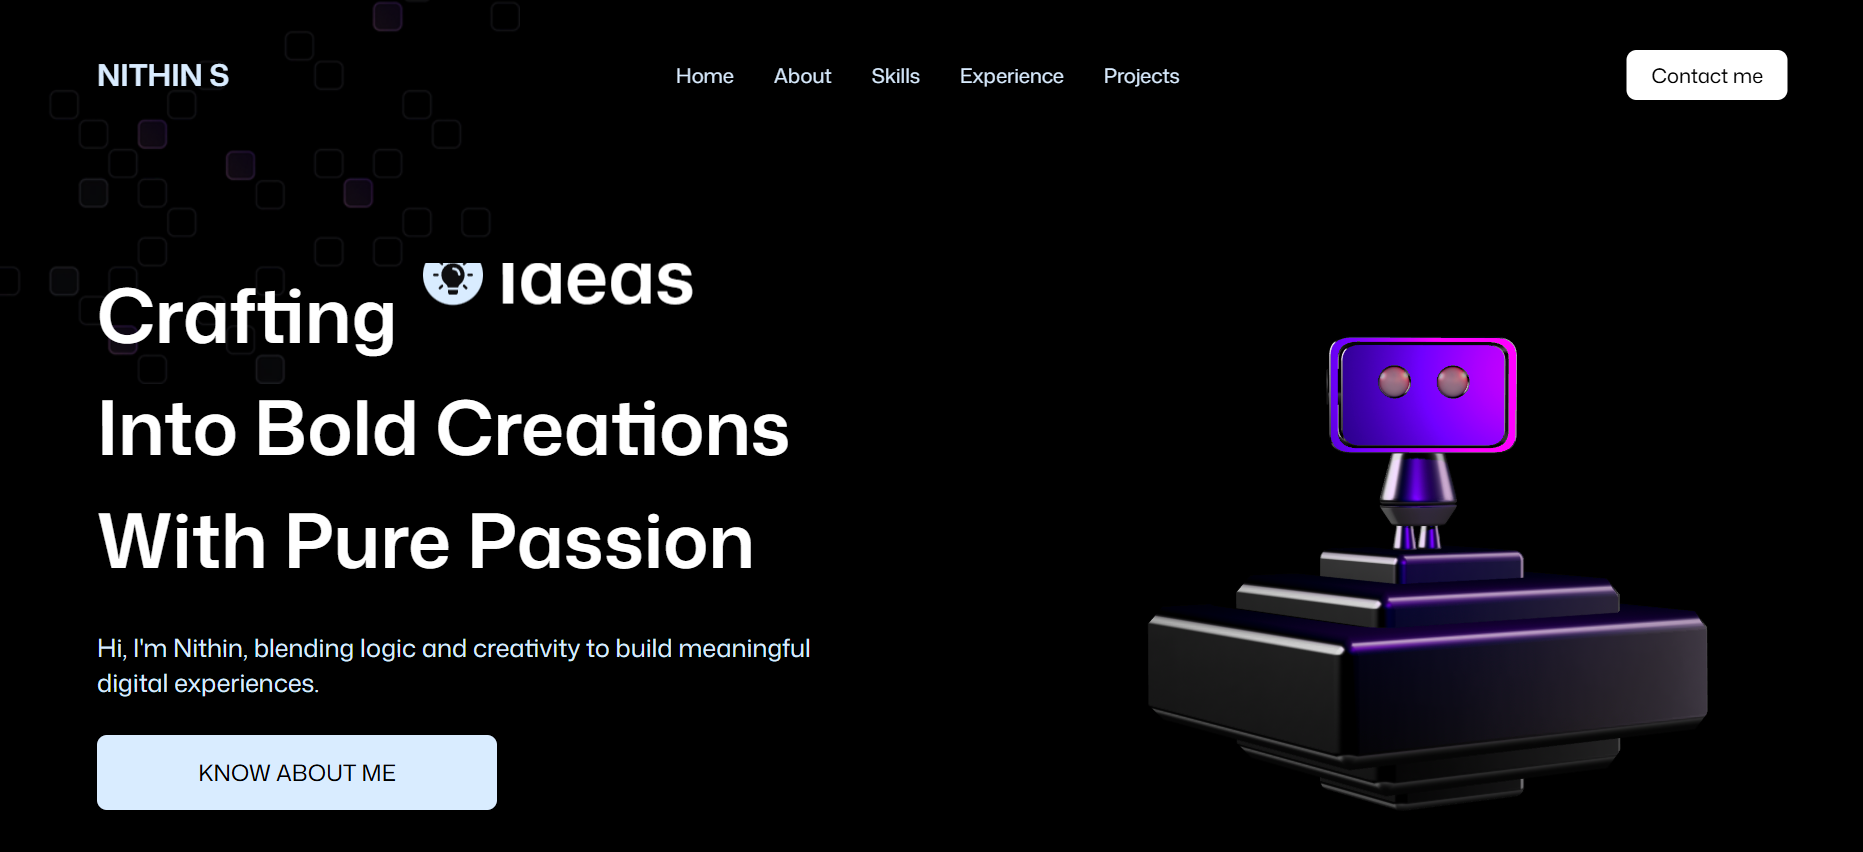 NITHIN S
Home About Skills Experience Projects
Contact me
Crafting Ideas
Into Bold Creations
With Pure Passion
Hi, I'm Nithin, blending logic and creativity to build meaningful
digital experiences.
KNOW ABOUT ME